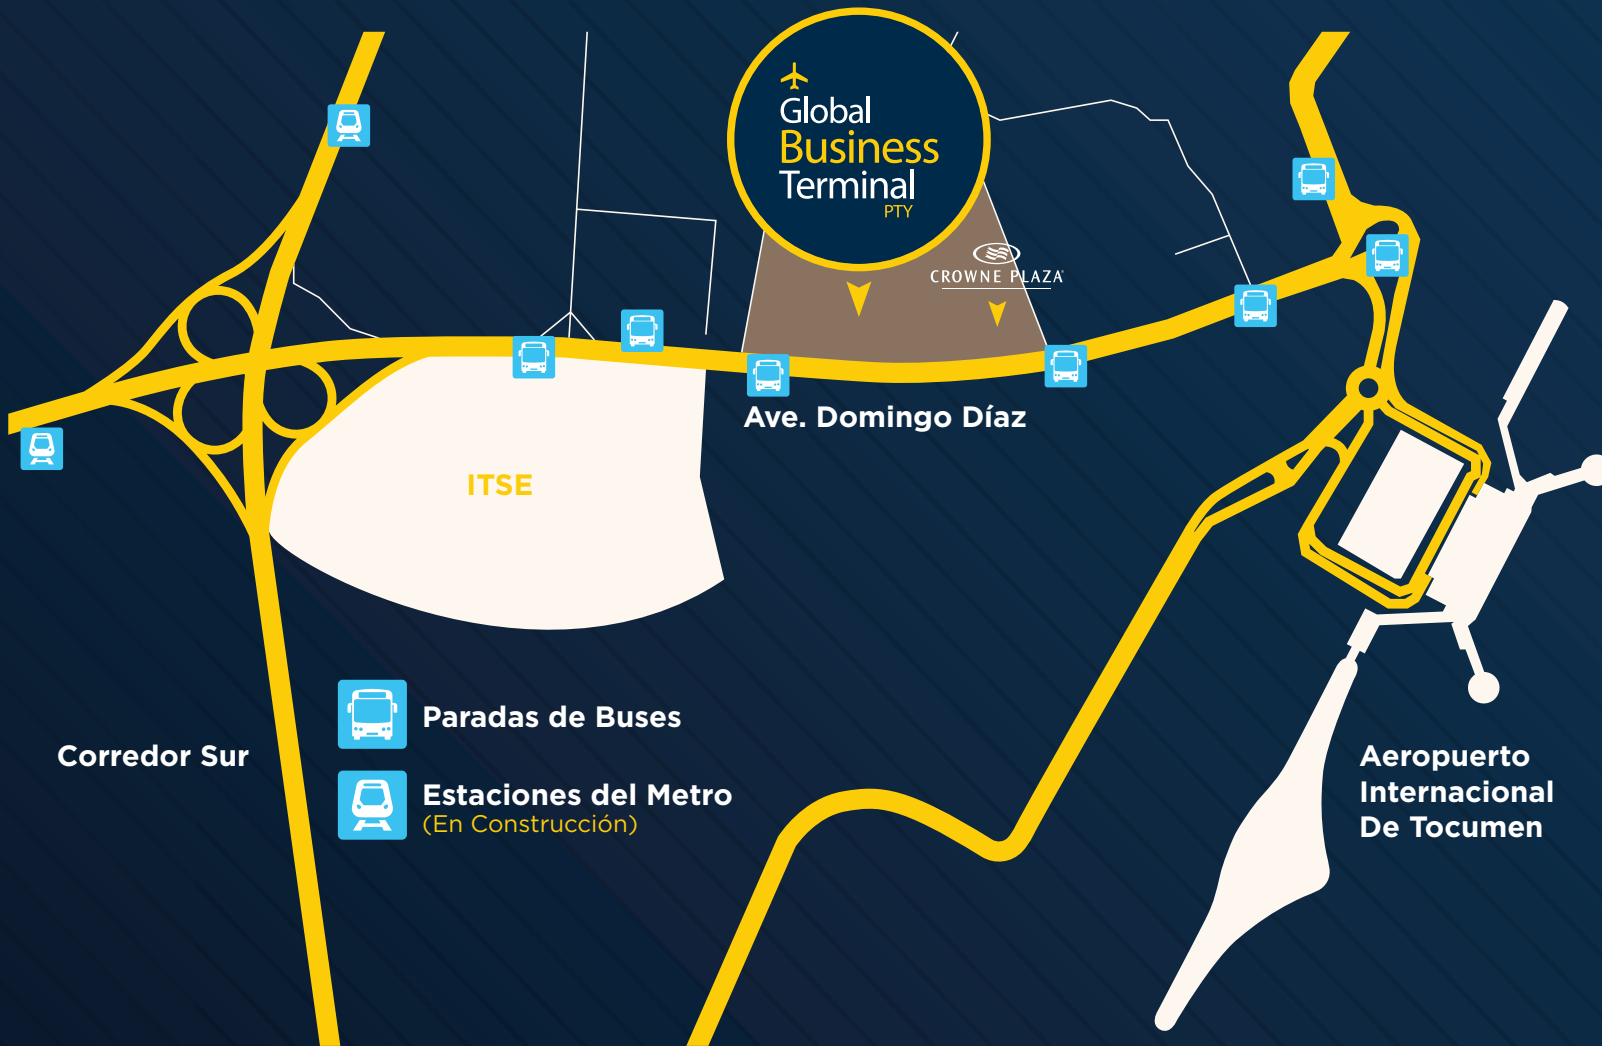 Global
Business
Terminal
PTY
CROWNE PLAZA
Ave. Domingo Díaz
ITSE
Paradas de Buses
Corredor Sur
Estaciones del Metro
(En Construcción)
Aeropuerto
Internacional
De Tocumen